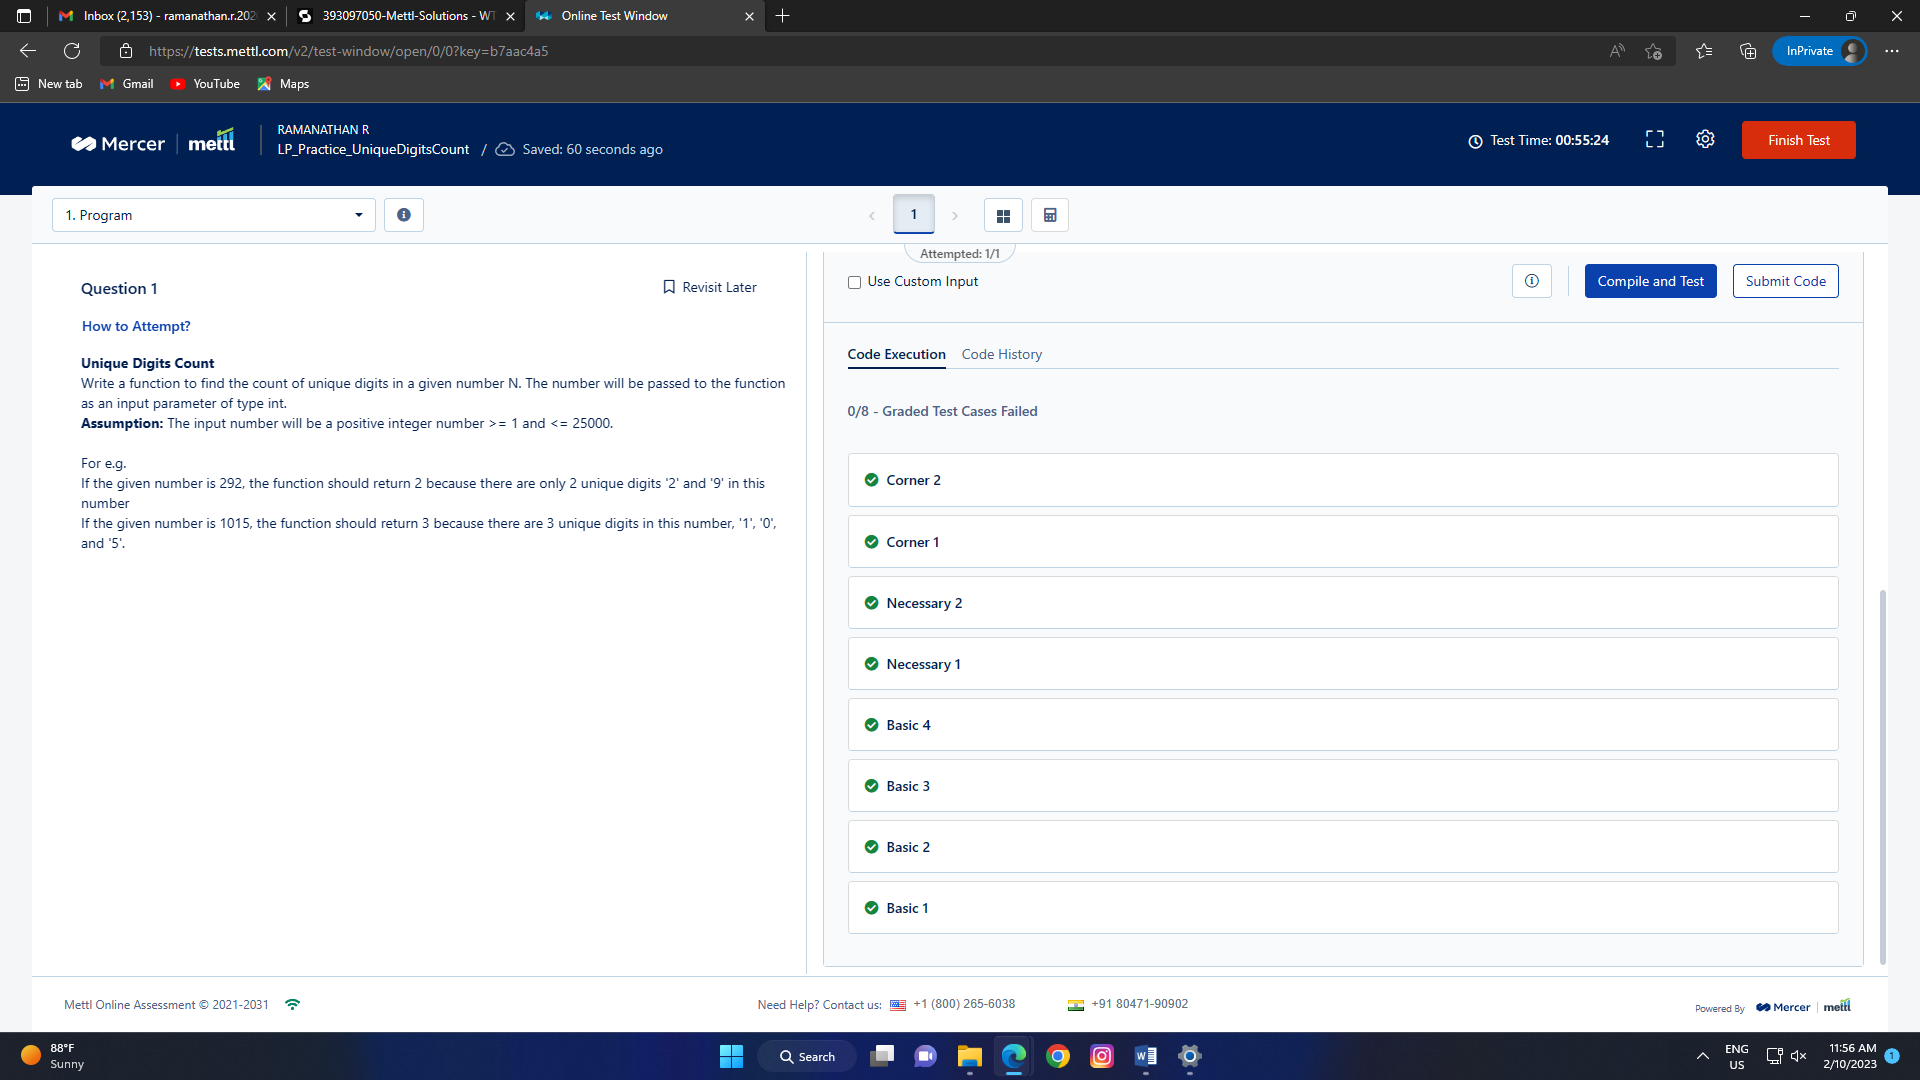 Inbox (2,153) - ramanathan.r.202
393097050-Mettl-Solutions - WT
Online Test Window
https://tests.mettl.com/v2/test-window/open/0/0?key=b7aac4a5
InPrivate
New tab
Gmail
YouTube
Maps
Mercer | mettl
RAMANATHAN R
LP_Practice_UniqueDigitsCount / Saved: 60 seconds ago
Test Time: 00:55:24
Finish Test
1. Program
1
Attempted: 1/1
Question 1
Revisit Later
How to Attempt?
Unique Digits Count
Write a function to find the count of unique digits in a given number N. The number will be passed to the function
as an input parameter of type int.
Assumption: The input number will be a positive integer number >= 1 and <= 25000.
For e.g.
If the given number is 292, the function should return 2 because there are only 2 unique digits '2' and '9' in this
number
If the given number is 1015, the function should return 3 because there are 3 unique digits in this number, '1', '0',
and '5'.
Use Custom Input
Compile and Test
Submit Code
Code Execution
Code History
0/8 - Graded Test Cases Failed
Corner 2
Corner 1
Necessary 2
Necessary 1
Basic 4
Basic 3
Basic 2
Basic 1
Mettl Online Assessment © 2021-2031
Need Help? Contact us: +1 (800) 265-6038
+91 80471-90902
Powered By Mercer | mettl
88°F
Sunny
Search
ENG
US
11:56 AM
2/10/2023
1